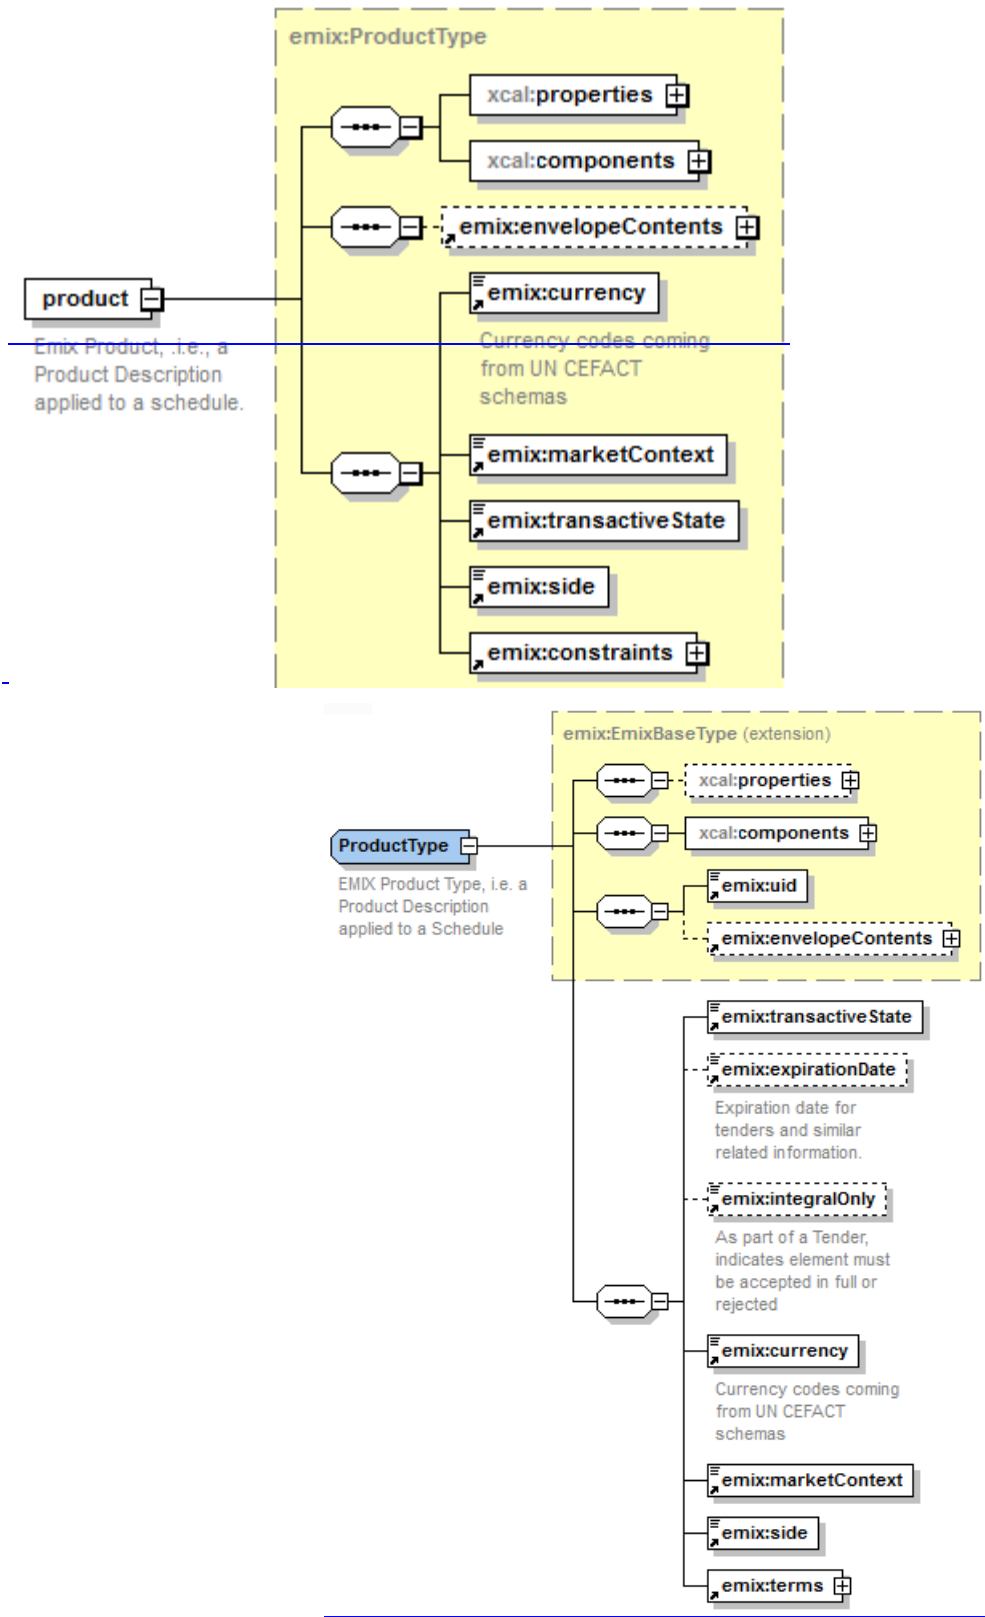 emix:ProductType
xcal:properties
xcal:components
emix:envelopeContents
product
Emix Product, .i.e., a
Product Description
applied to a schedule.
emix:currency
Currency codes coming
from UN CEFACT
schemas
emix:marketContext
emix:transactiveState
emix:side
emix:constraints
emix:EmixBaseType (extension)
xcal:properties
ProductType
EMIX Product Type, i.e. a
Product Description
applied to a Schedule
xcal:components
emix:uid
emix:envelopeContents
emix:transactiveState
emix:expirationDate
Expiration date for
tenders and similar
related information.
emix:integralOnly
As part of a Tender,
indicates element must
be accepted in full or
rejected
emix:currency
Currency codes coming
from UN CEFACT
schemas
emix:marketContext
emix:side
emix:terms